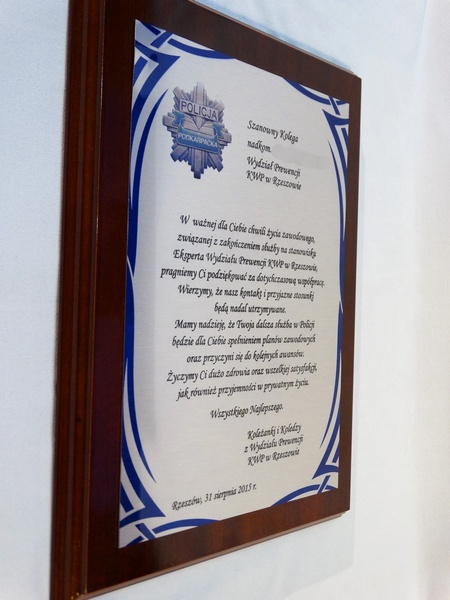 POLICJA
PODKARPACKA
Szanowny Kolega
nadkom.
Wydział Prewencji
KWP w Rzeszowie
W ważnej dla Ciebie chwili życia zawodowego,
związanej z zakończeniem służby na stanowisku
Eksperta Wydziału Prewencji KWP w Rzeszowie,
pragniemy Ci podziękować za dotychczasową współpracę.
Wierzymy, że nasz kontakt i przyjazne stosunki
będą nadal utrzymywane.
Mamy nadzieję, że Twoja dalsza służba w Policji
będzie dla Ciebie spełnieniem planów zawodowych
oraz przyczyni się do kolejnych awansów.
Życzymy Ci dużo zdrowia oraz wszelkiej satysfakcji,
jak również przyjemności w prywatnym życiu.
Wszystkiego Najlepszego.
Koleżanki i Koledzy
z Wydziału Prewencji
KWP w Rzeszowie
Rzeszów, 31 sierpnia 2015 r.